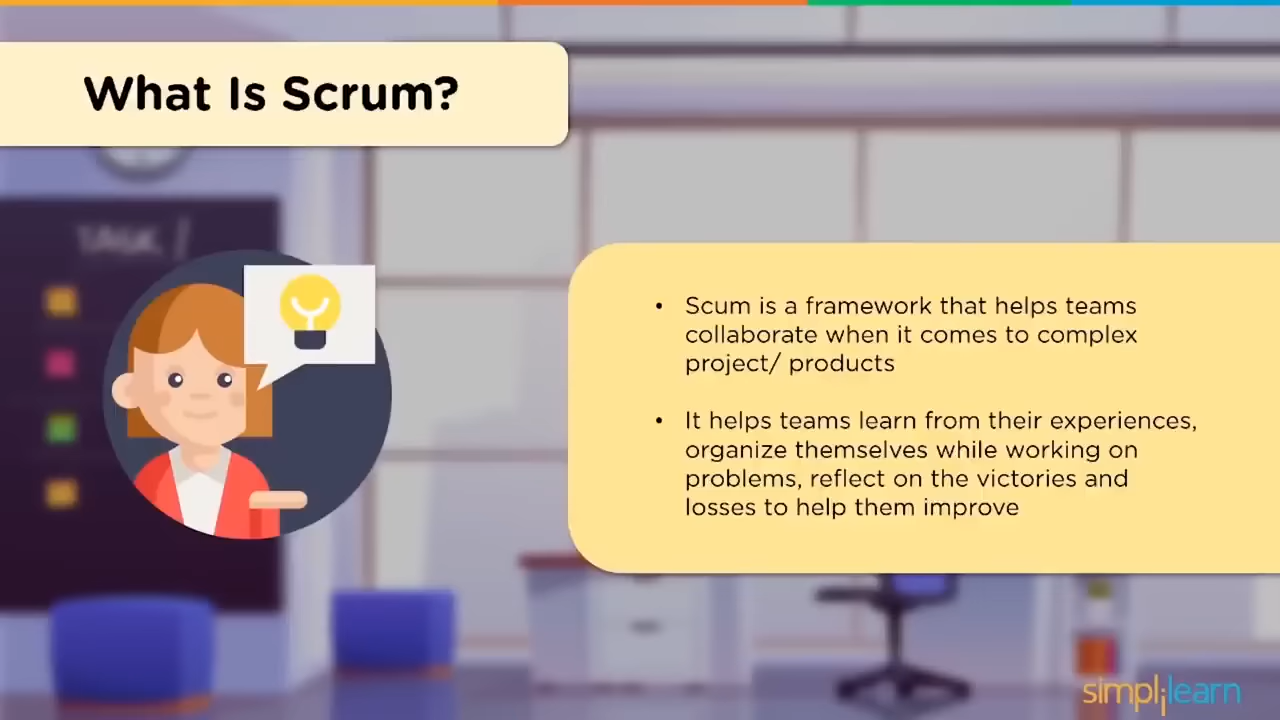 What Is Scrum?
TASK /
• Scum is a framework that helps teams
collaborate when it comes to complex
project/ products
• It helps teams learn from their experiences,
organize themselves while working on
problems, reflect on the victories and
losses to help them improve
simplilearn